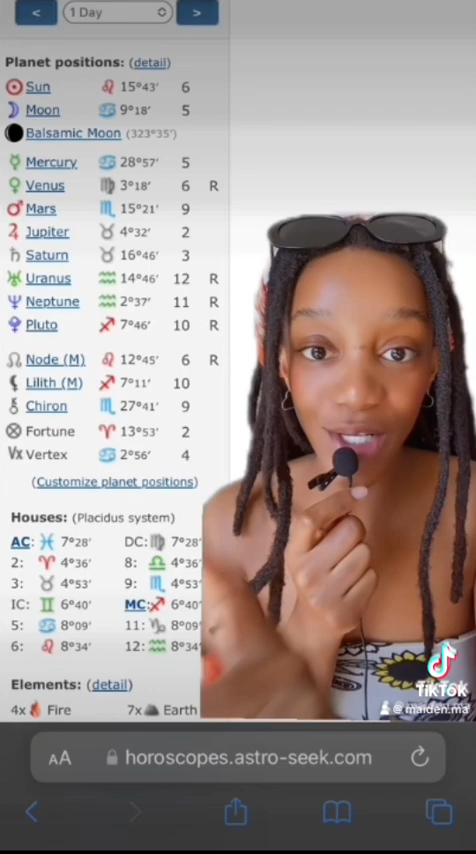 < 1 Day >
Planet positions: (detail)
Sun 15°43' 6
Moon 9°18' 5
Balsamic Moon (323°35')
Mercury 28°57' 5
Venus 3°18' 6 R
Mars 15°21' 9
Jupiter 4°32' 2
Saturn 16°46' 3
Uranus 14°46' 12 R
Neptune 2°37' 11 R
Pluto 7°46' 10 R
Node (M) 12°45' 6 R
Lilith (M) 7°11' 10
Chiron 27°41' 9
Fortune 13°53' 2
Vx Vertex 2°56' 4
(Customize planet positions)
Houses: (Placidus system)
AC: 7°28' DC: 7°28'
2: 4°36' 8: 4°36'
3: 4°53' 9: 4°53'
IC: 6°40' MC: 6°40'
5: 8°09' 11: 8°09'
6: 8°34' 12: 8°34'
Elements: (detail)
4x Fire 7x Earth
TikTok
@maiden.ma
AA horoscopes.astro-seek.com